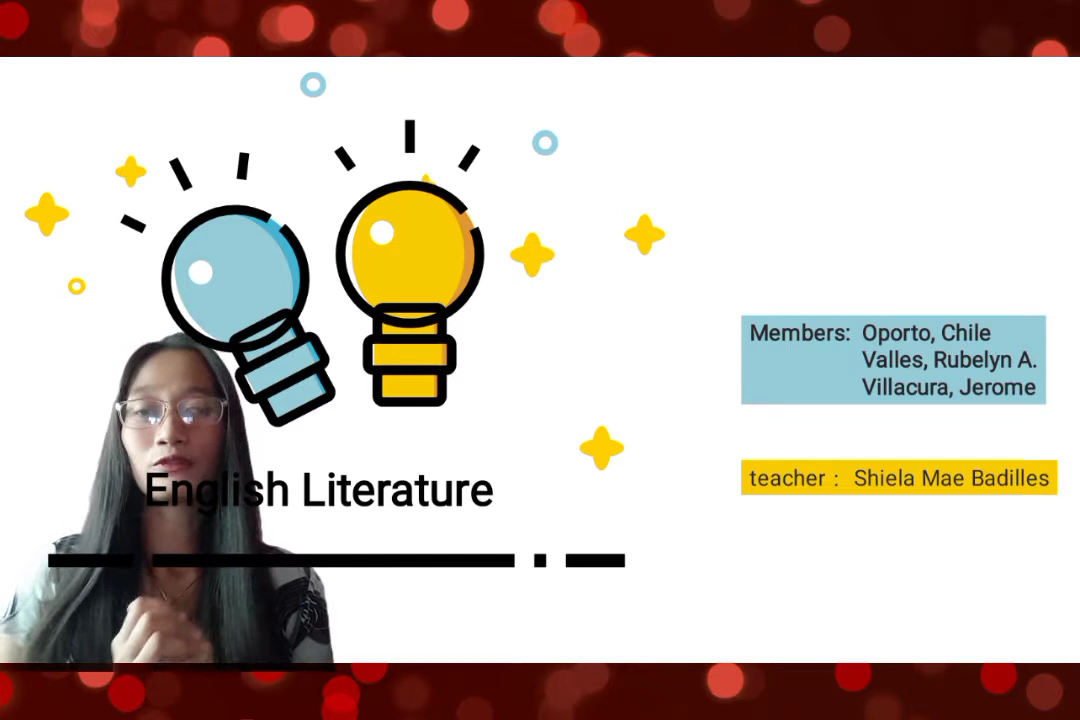 English Literature
Members: Oporto, Chile
Valles, Rubelyn A.
Villacura, Jerome
teacher : Shiela Mae Badilles